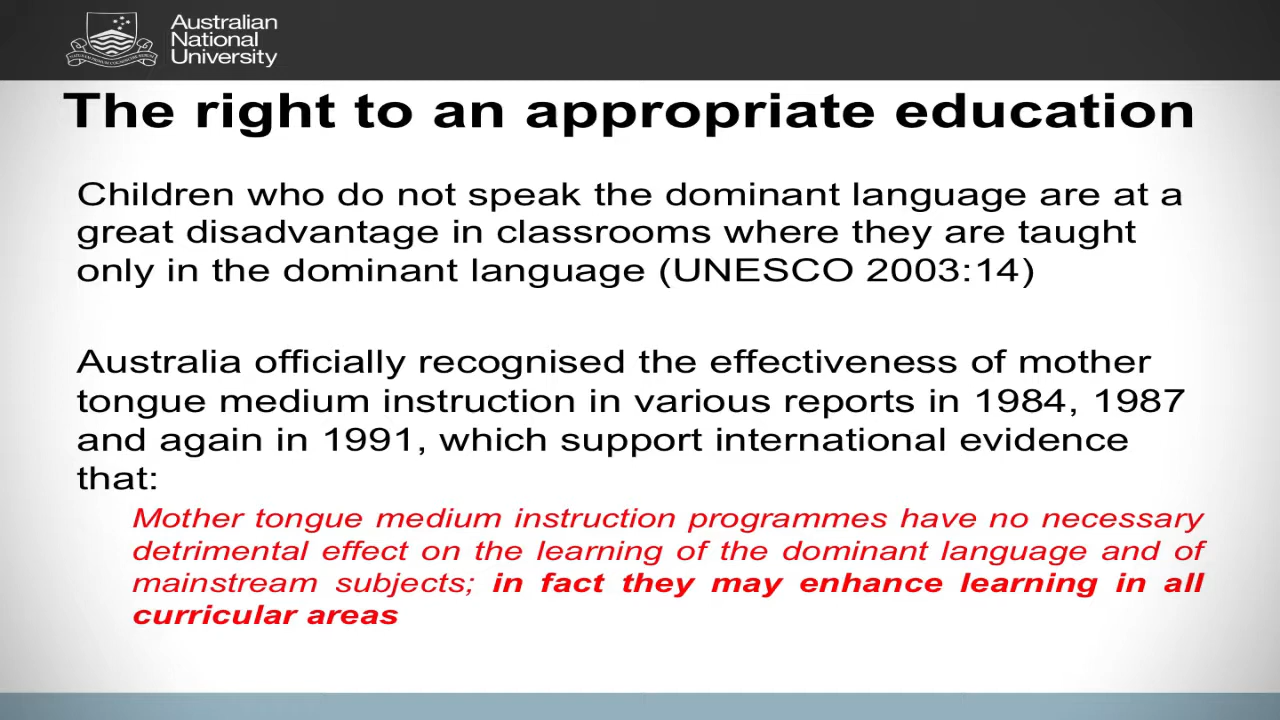 Australian
National
University
The right to an appropriate education
Children who do not speak the dominant language are at a
great disadvantage in classrooms where they are taught
only in the dominant language (UNESCO 2003:14)
Australia officially recognised the effectiveness of mother
tongue medium instruction in various reports in 1984, 1987
and again in 1991, which support international evidence
that:
Mother tongue medium instruction programmes have no necessary
detrimental effect on the learning of the dominant language and of
mainstream subjects; in fact they may enhance learning in all
curricular areas